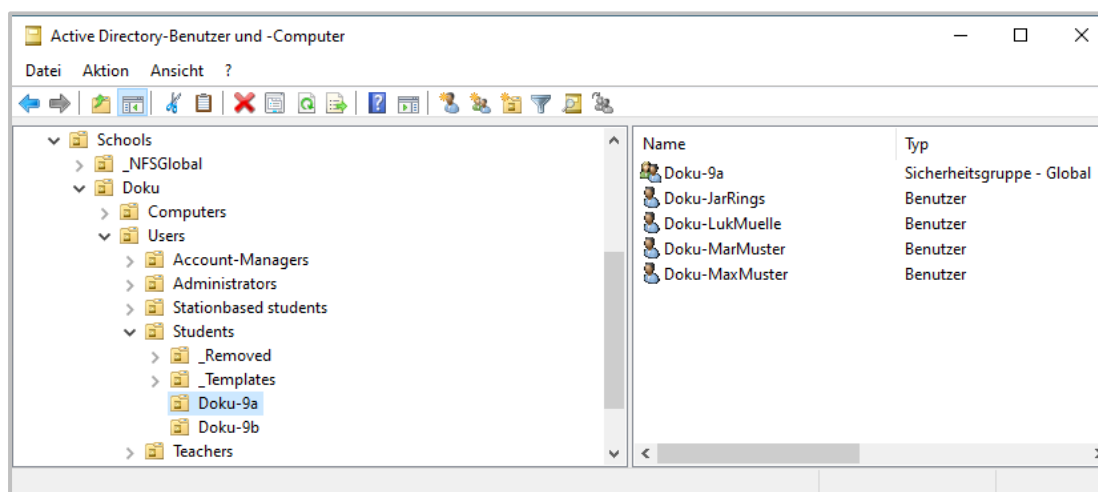 Active Directory-Benutzer und -Computer
Datei Aktion Ansicht ?
Schools
_NFSGlobal
Doku
Computers
Users
Account-Managers
Administrators
Stationbased students
Students
_Removed
_Templates
Doku-9a
Doku-9b
Teachers
Name Typ
Doku-9a Sicherheitsgruppe - Global
Doku-JarRings Benutzer
Doku-LukMuelle Benutzer
Doku-MarMuster Benutzer
Doku-MaxMuster Benutzer